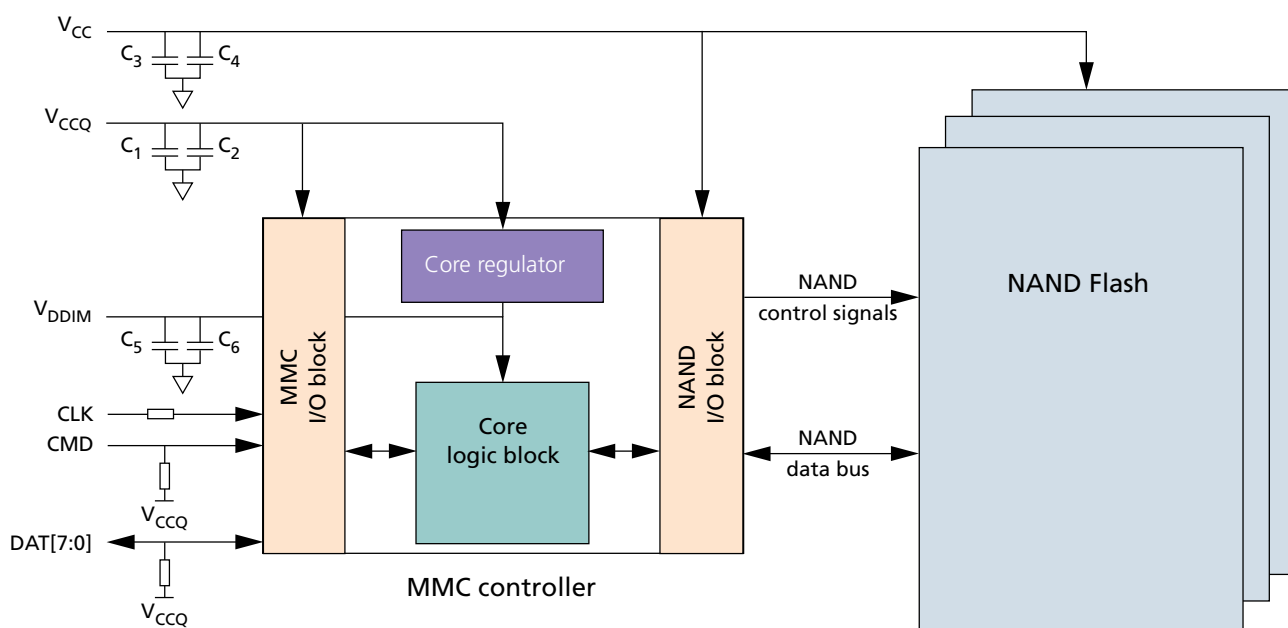 VCC
C3 C4
VCCQ
C1 C2
Core regulator
VDDIM
C5 C6
MMC
I/O block
NAND
I/O block
NAND
control signals
NAND Flash
CLK
CMD
Core
logic block
NAND
data bus
VCCQ
DAT[7:0]
VCCQ
MMC controller